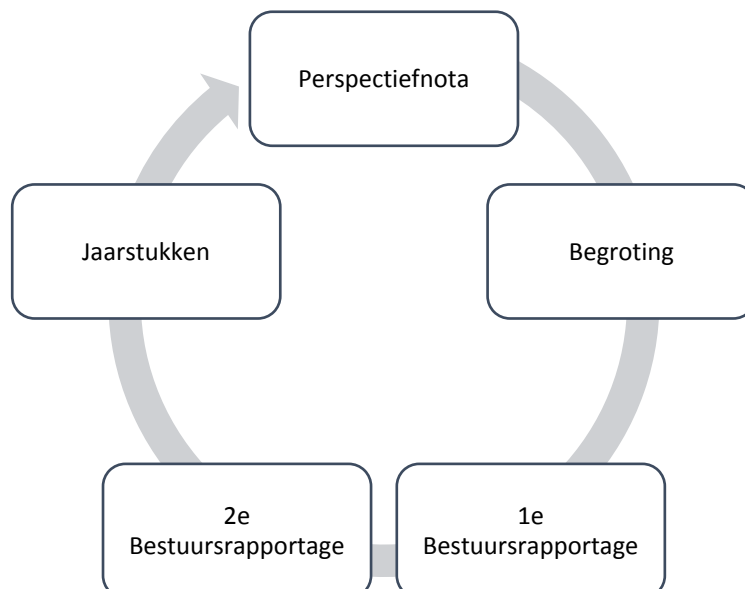 Perspectiefnota
Begroting
1e
Bestuursrapportage
2e
Bestuursrapportage
Jaarstukken